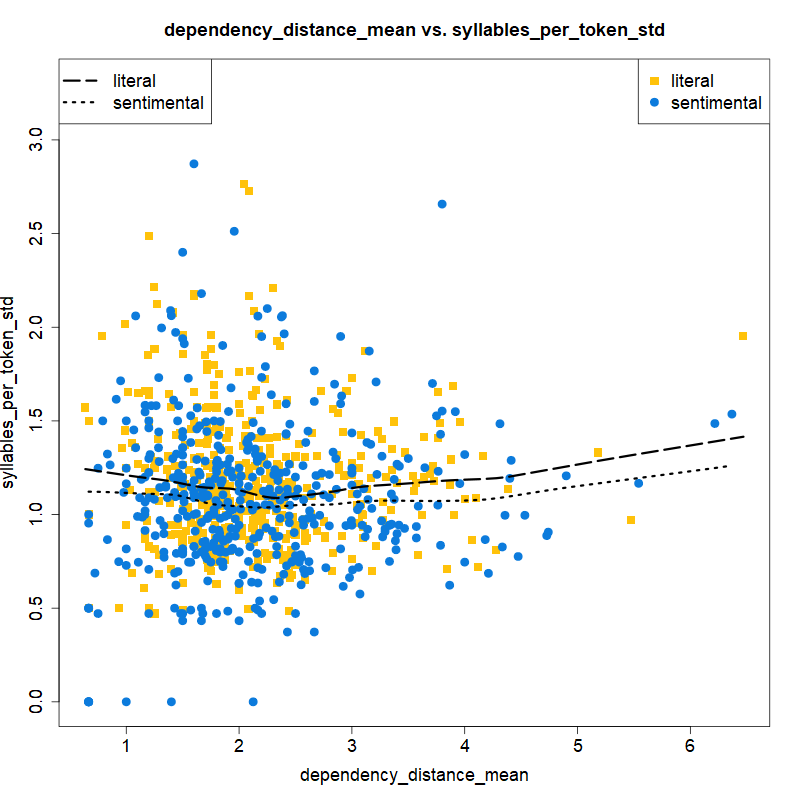 dependency_distance_mean vs. syllables_per_token_std
literal
sentimental
literal
sentimental
syllables_per_token_std
3.0
2.5
2.0
1.5
1.0
0.5
0.0
1 2 3 4 5 6
dependency_distance_mean